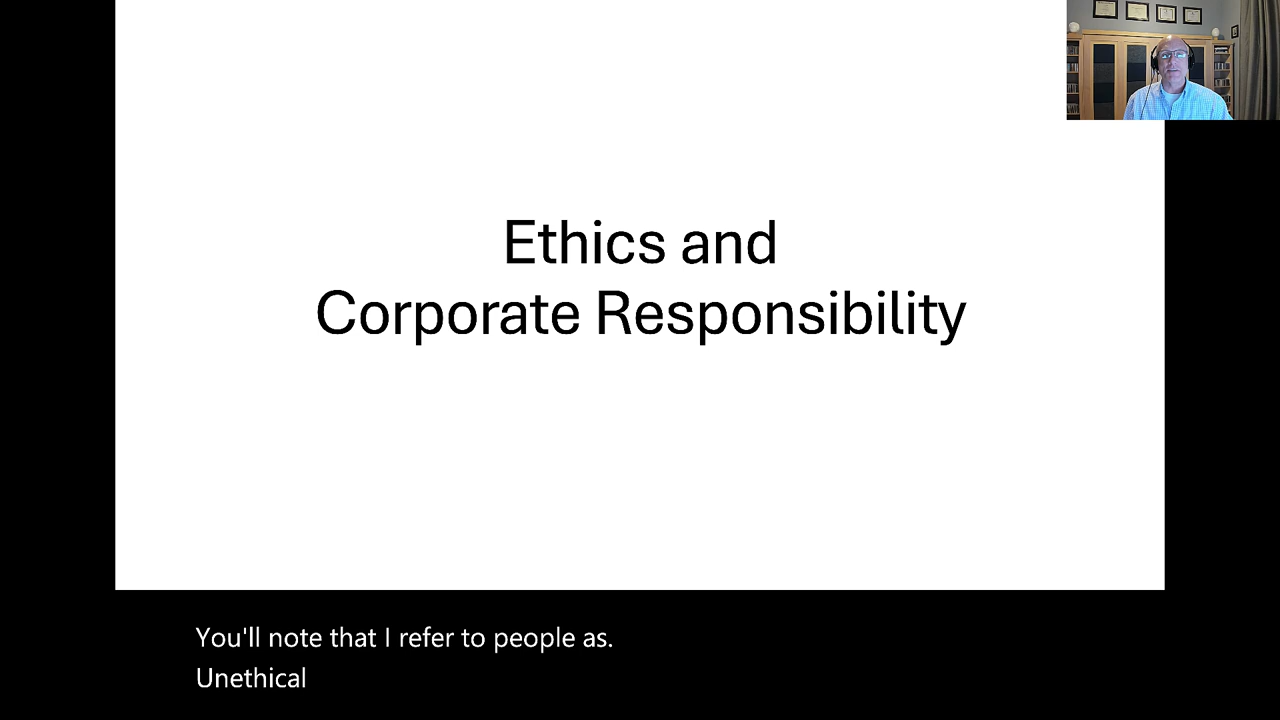 Ethics and
Corporate Responsibility
You'll note that I refer to people as.
Unethical